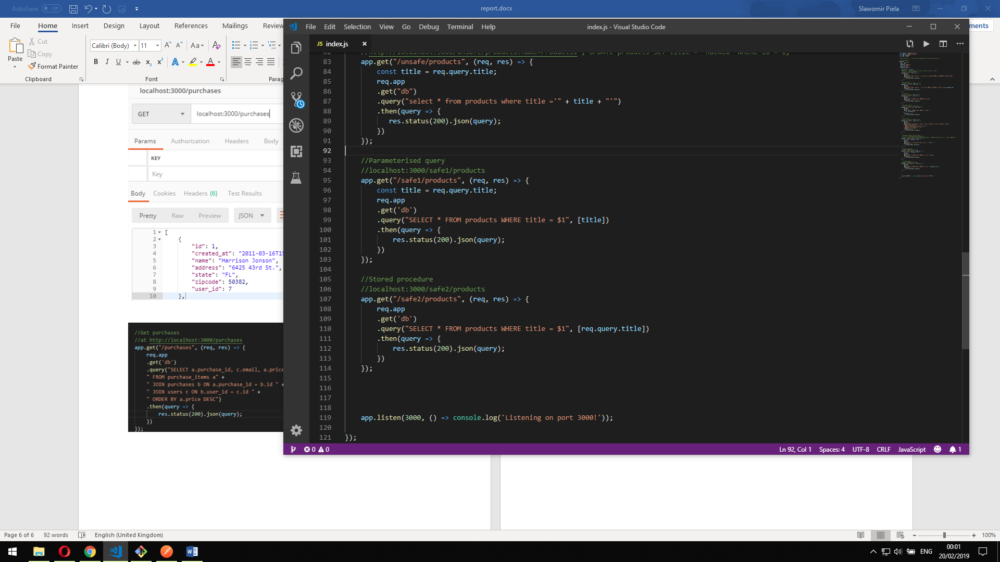 AutoSave Off
report.docx
Slawomir Piela
File Home Insert Design Layout References Mailings Review
ments
Paste
Cut
Copy
Format Painter
Clipboard
Calibri (Body) 11
Font
Parag
localhost:3000/purchases
GET localhost:3000/purchases
Params Authorization Headers Body
KEY
Key
Body Cookies Headers (6) Test Results
Pretty Raw Preview JSON
1 [
2 {
3 "id": 1,
4 "created_at": "2011-03-16T15
5 "name": "Harrison Jonson",
6 "address": "6425 43rd St.",
7 "state": "FL",
8 "zipcode": 50382,
9 "user_id": 7
10 },
//Get purchases
//at http://localhost:3000/purchases
app.get("/purchases", (req, res) => {
req.app
.get('db')
.query("SELECT a.purchase_id, c.email, a.price
" FROM purchase_items a" +
" JOIN purchases b ON a.purchase_id = b.id " +
" JOIN users c ON b.user_id = c.id " +
" ORDER BY a.price DESC")
.then(query => {
res.status(200).json(query);
})
});
File Edit Selection View Go Debug Terminal Help
index.js - Visual Studio Code
JS index.js
83 app.get("/unsafe/products", (req, res) => {
84 const title = req.query.title;
85 req.app
86 .get("db")
87 .query("select * from products where title ='" + title + "'")
88 .then(query => {
89 res.status(200).json(query);
90 })
91 });
92
93 //Parameterised query
94 //localhost:3000/safe1/products
95 app.get("/safe1/products", (req, res) => {
96 const title = req.query.title;
97 req.app
98 .get('db')
99 .query("SELECT * FROM products WHERE title = $1", [title])
100 .then(query => {
101 res.status(200).json(query);
102 })
103 });
104
105 //Stored procedure
106 //localhost:3000/safe2/products
107 app.get("/safe2/products", (req, res) => {
108 req.app
109 .get('db')
110 .query("SELECT * FROM products WHERE title = $1", [req.query.title])
111 .then(query => {
112 res.status(200).json(query);
113 })
114 });
115
116
117
118
119 app.listen(3000, () => console.log('Listening on port 3000!'));
120
121 });
0 0
Ln 92, Col 1 Spaces: 4 UTF-8 CRLF JavaScript 1
Page 6 of 6 92 words English (United Kingdom)
100%
ENG
00:01
20/02/2019